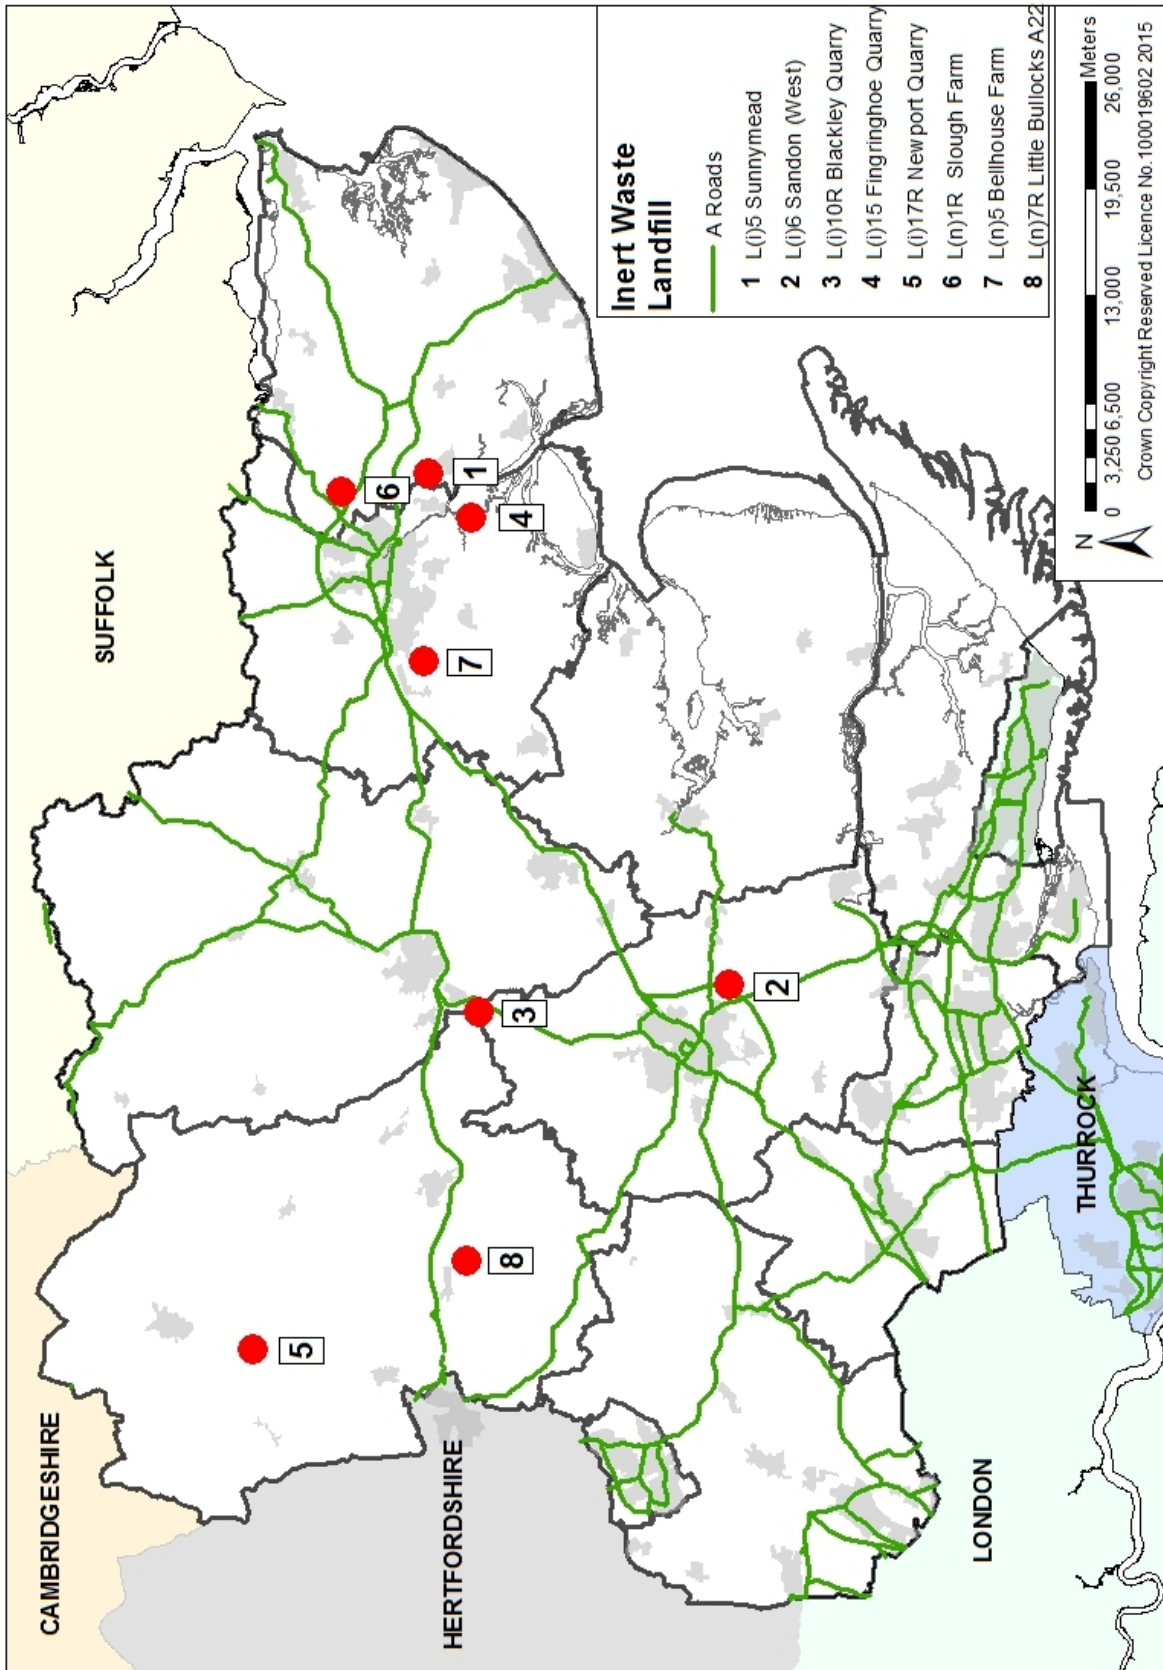 CAMBRIDGESHIRE
SUFFOLK
HERTFORDSHIRE
LONDON
THURROCK
5
8
3
2
7
6
1
4
Inert Waste
Landfill
A Roads
1 L(i)5 Sunnymead
2 L(i)6 Sandon (West)
3 L(i)10R Blackley Quarry
4 L(i)15 Fingringhoe Quarry
5 L(i)17R Newport Quarry
6 L(n)1R Slough Farm
7 L(n)5 Bellhouse Farm
8 L(n)7R Little Bullocks A22
N
0 3,250 6,500 13,000 19,500 26,000 Meters
Crown Copyright Reserved Licence No.100019602 2015